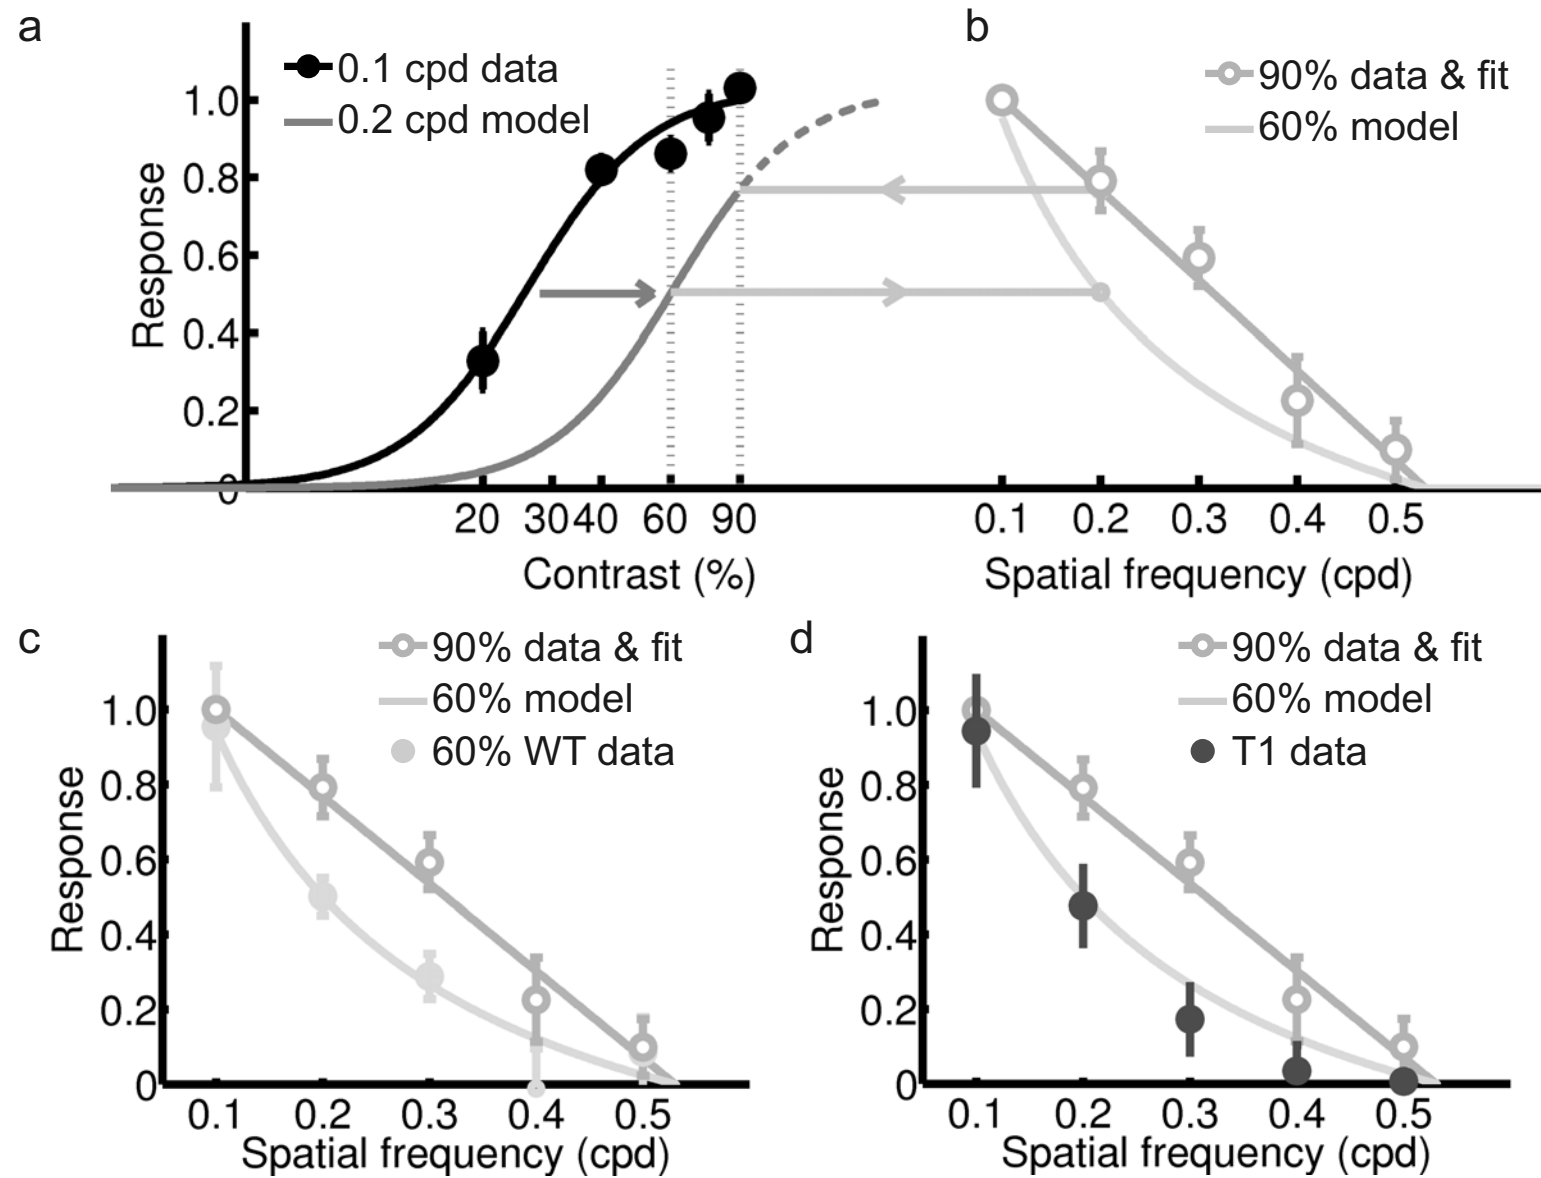 a
0.1 cpd data
0.2 cpd model
Response
1.0
0.8
0.6
0.4
0.2
0
20 30 40 60 90
Contrast (%)
b
90% data & fit
60% model
0.1 0.2 0.3 0.4 0.5
Spatial frequency (cpd)
c
90% data & fit
60% model
60% WT data
Response
1.0
0.8
0.6
0.4
0.2
0
0.1 0.2 0.3 0.4 0.5
Spatial frequency (cpd)
d
90% data & fit
60% model
T1 data
Response
1.0
0.8
0.6
0.4
0.2
0
0.1 0.2 0.3 0.4 0.5
Spatial frequency (cpd)